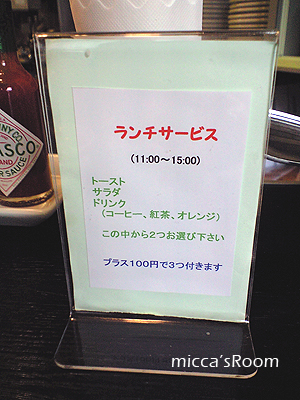 ランチサービス
(11:00～15:00)
トースト
サラダ
ドリンク
(コーヒー、紅茶、オレンジ)
この中から2つお選び下さい
プラス100円で3つ付きます
ASCO
SAUCE
micca'sRoom